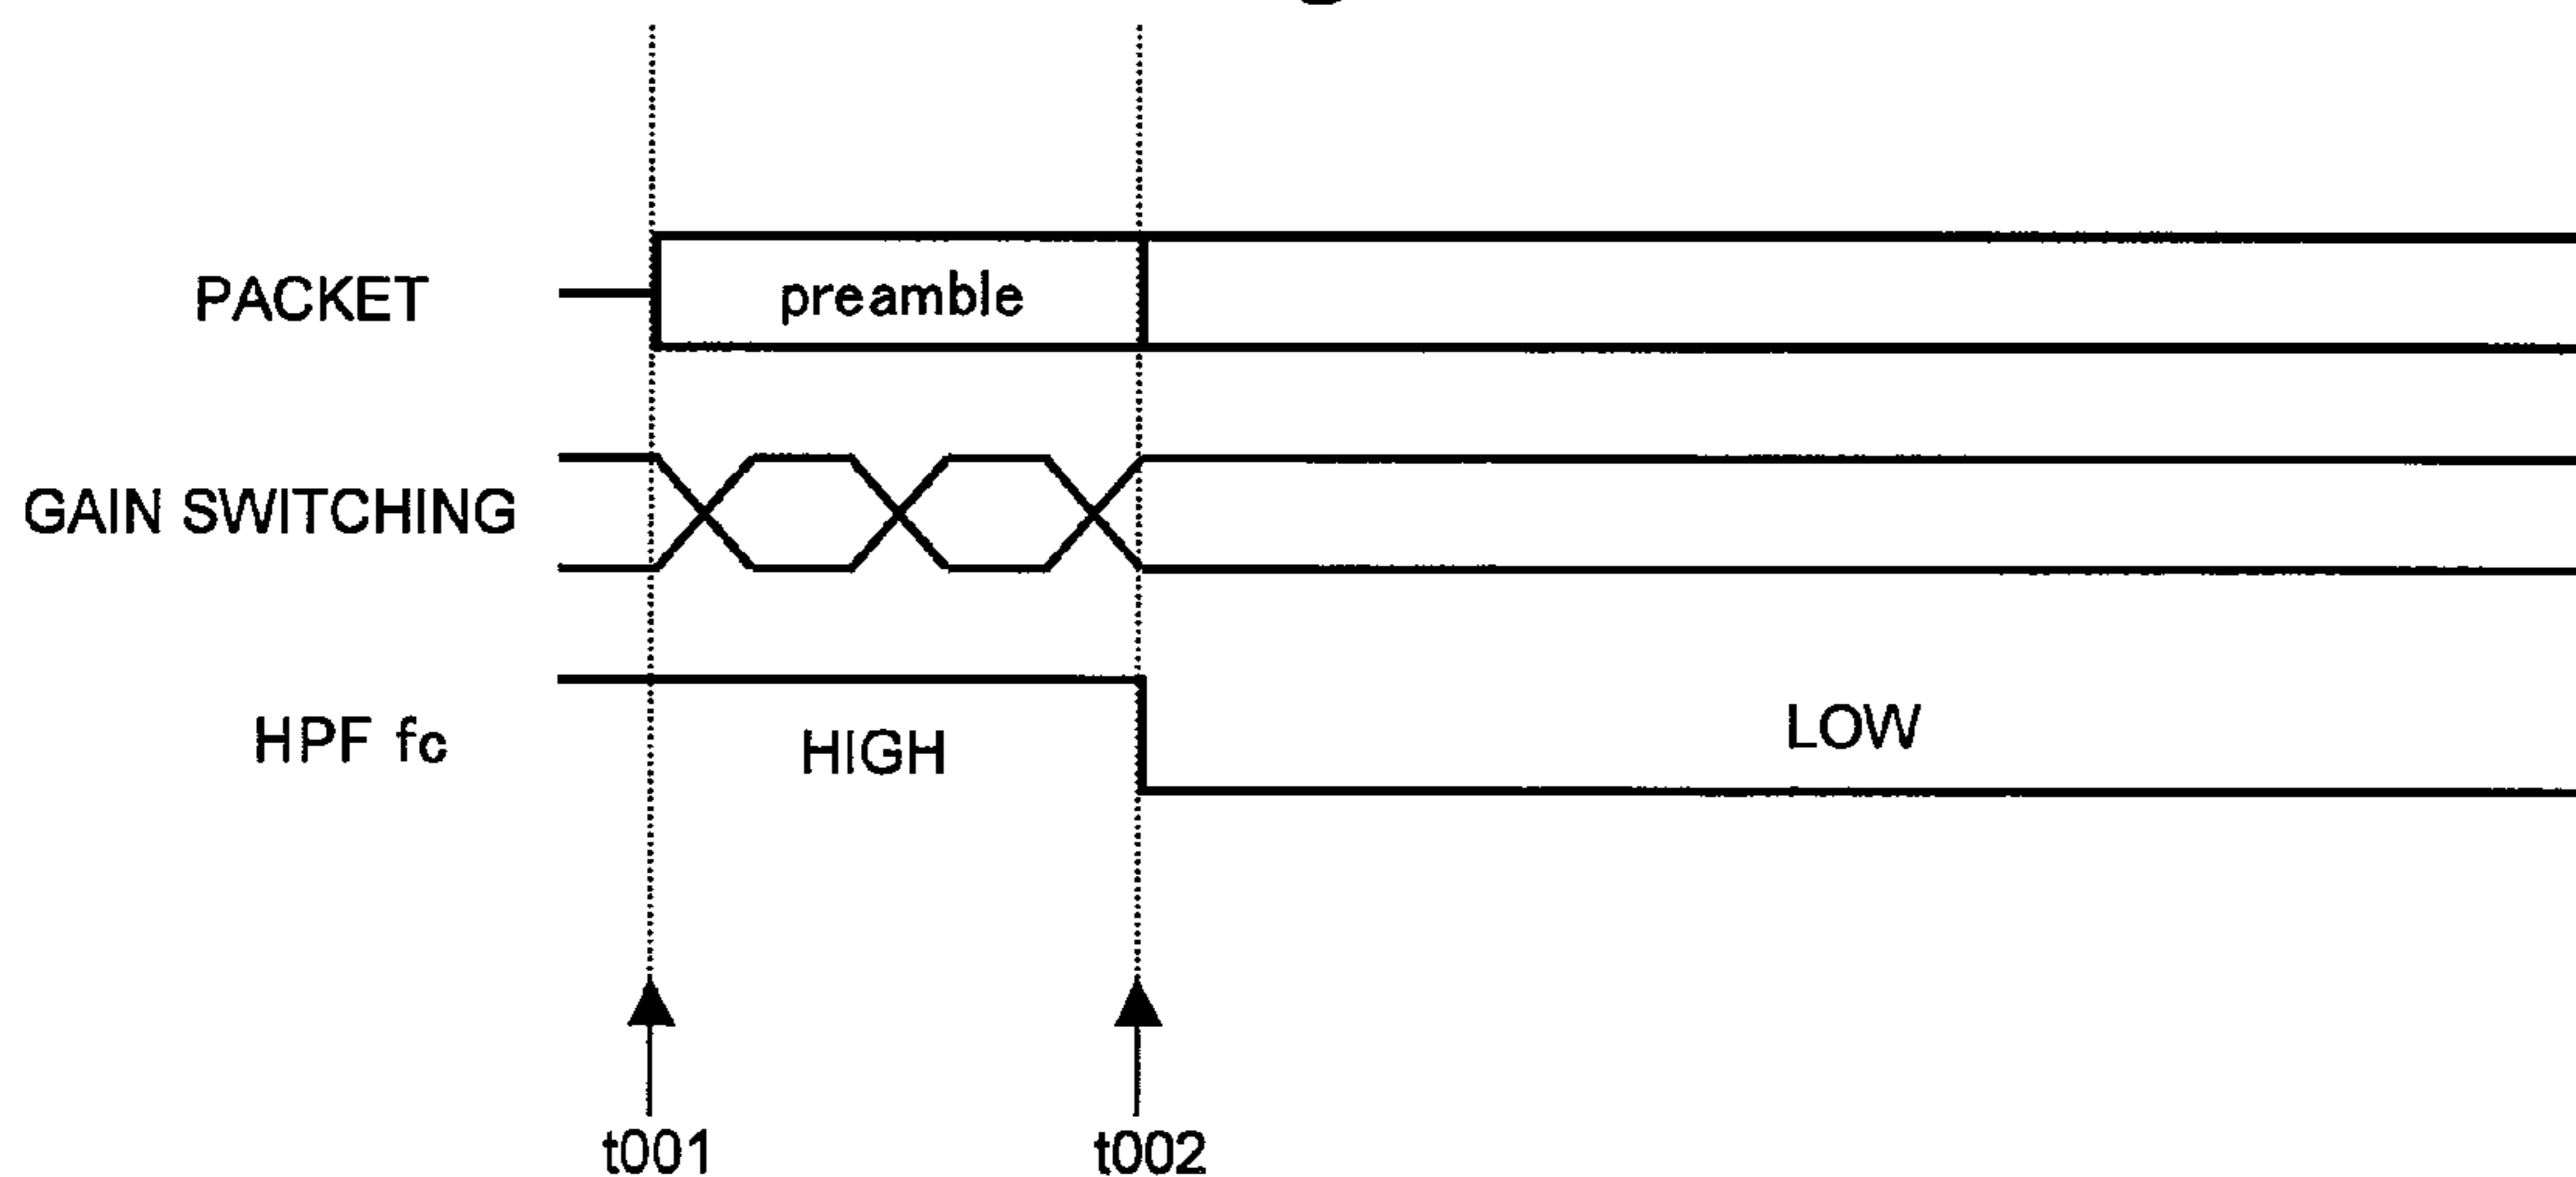 PACKET
preamble
GAIN SWITCHING
HPF fc
HIGH
LOW
t001
t002